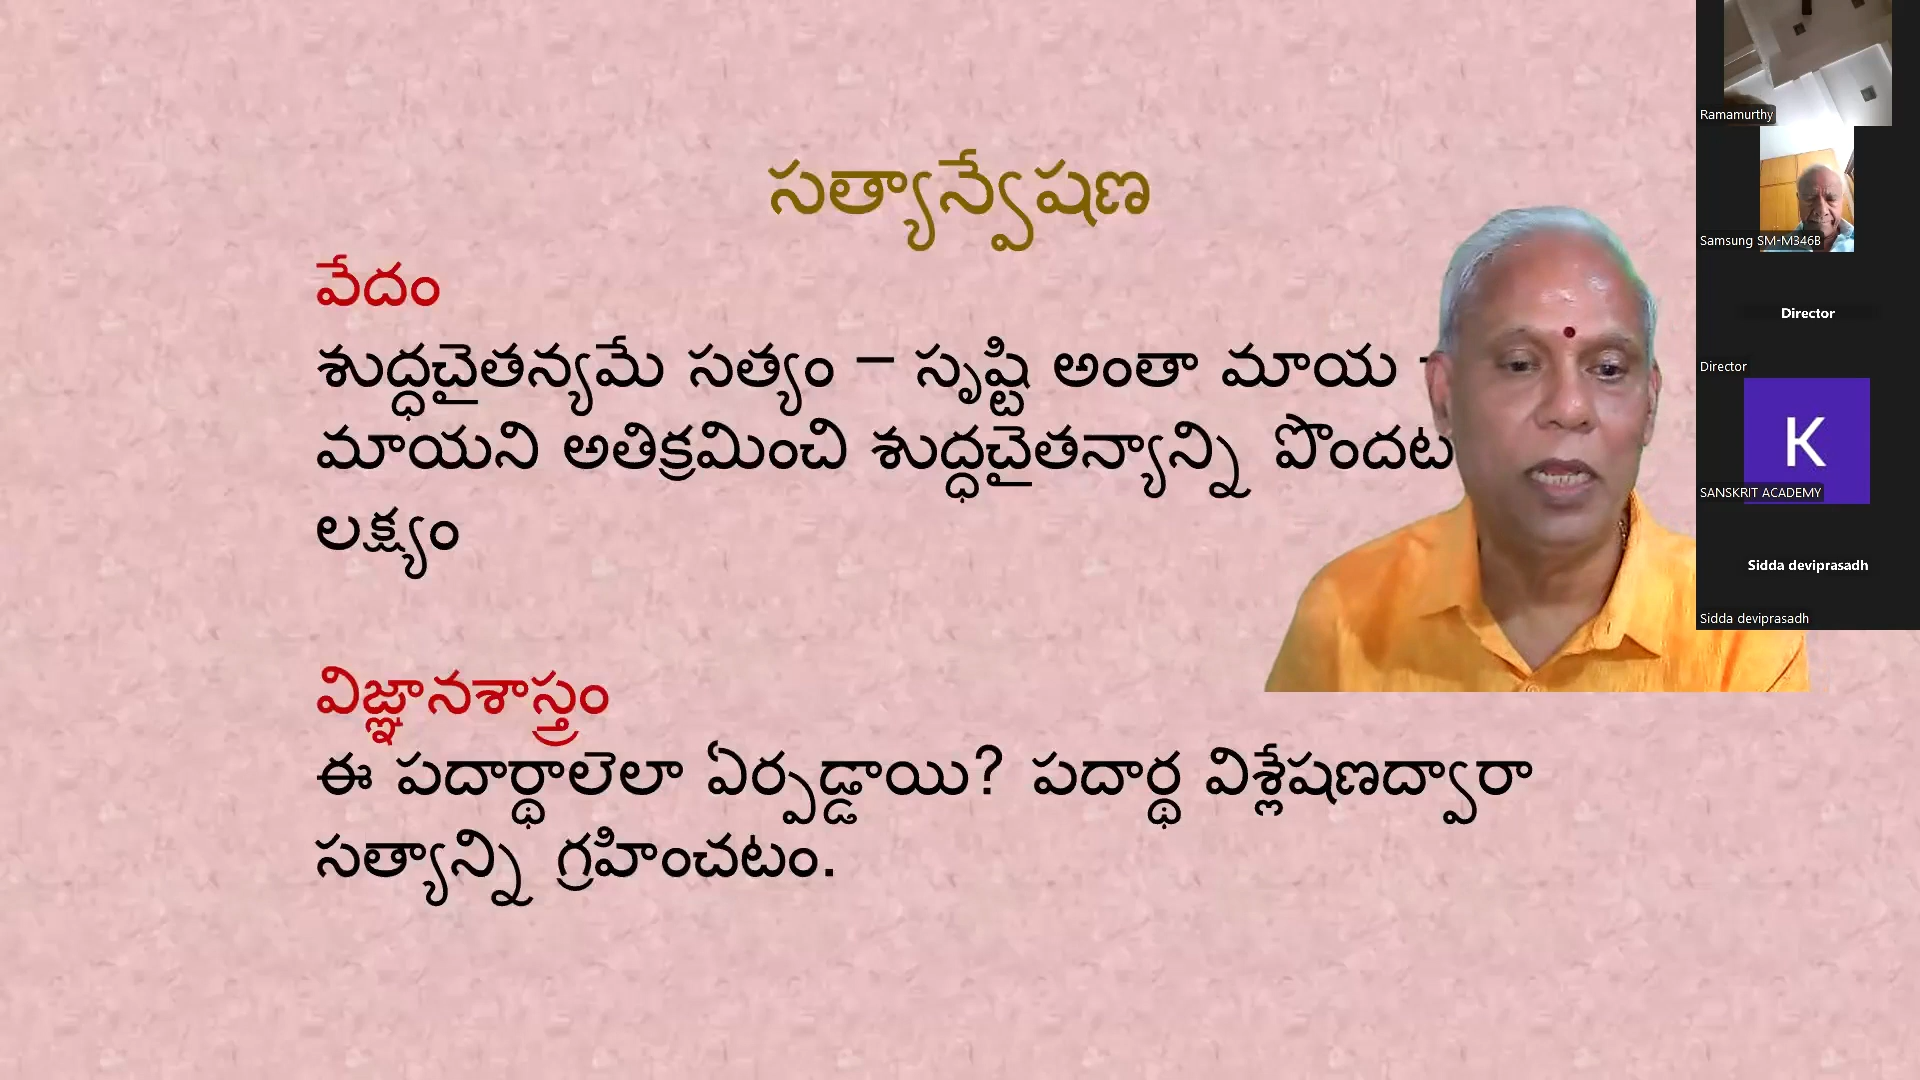 సత్యాన్వేషణ
వేదం
శుద్ధచైతన్యమే సత్యం – సృష్టి అంతా మాయ
మాయని అతిక్రమించి శుద్ధచైతన్యాన్ని
లక్ష్యం
విజ్ఞానశాస్త్రం
ఈ పదార్థాలెలా ఏర్పడ్డాయి? పదార్థ విశ్లేషణద్వారా
సత్యాన్ని గ్రహించటం.
Ramamurthy
Samsung SM-M346B
Director
Director
K
SANSKRIT ACADEMY
Sidda deviprasadh
Sidda deviprasadh